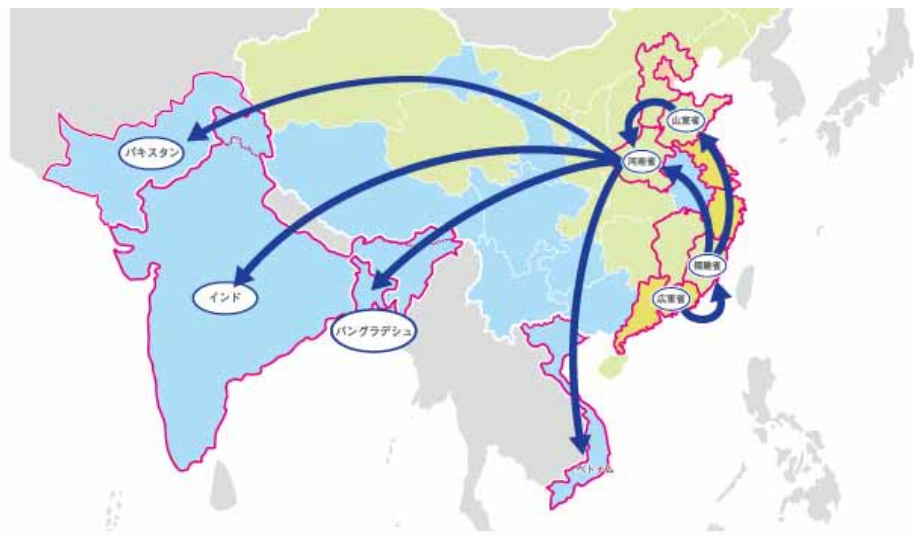 山東省
パキスタン
河南省
福建省
インド
広東省
バングラデシュ
ベトナム